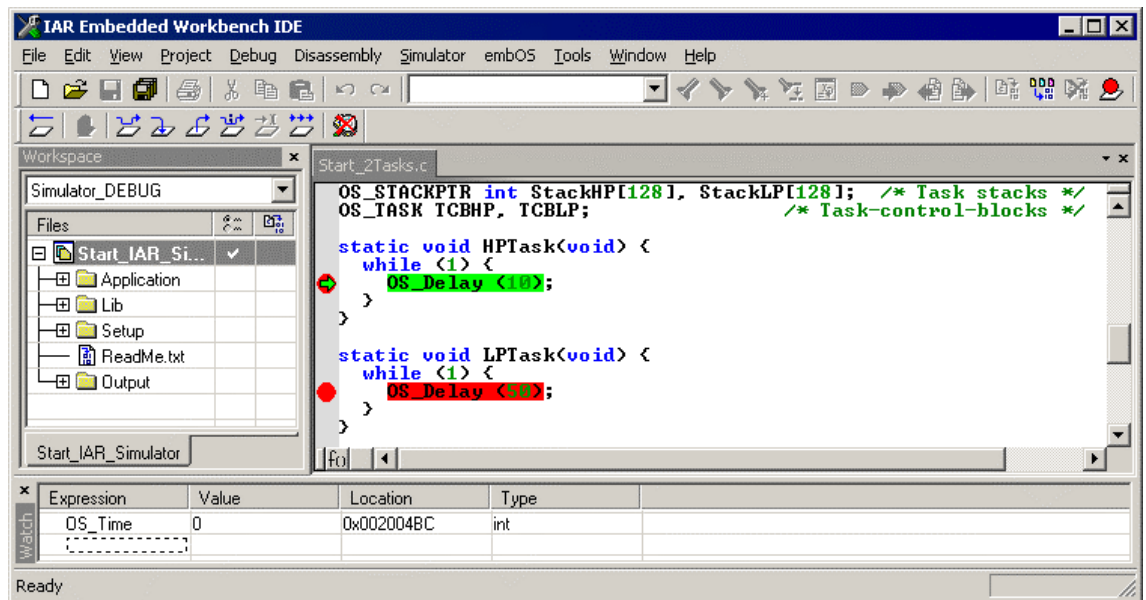 IAR Embedded Workbench IDE
File Edit View Project Debug Disassembly Simulator embOS Tools Window Help
Workspace
Start_2Tasks.c
Simulator_DEBUG
Files
Start_IAR_Si...
Application
Lib
Setup
ReadMe.txt
Output
Start_IAR_Simulator
OS_STACKPTR int StackHP[128], StackLP[128]; /* Task stacks */
OS_TASK TCBHP, TCBLP; /* Task-control-blocks */
static void HPTask(void) {
while (1) {
OS_Delay (10);
}
}
static void LPTask(void) {
while (1) {
OS_Delay (50);
}
}
f()
Expression Value Location Type
OS_Time 0 0x002004BC int
Watch
Ready